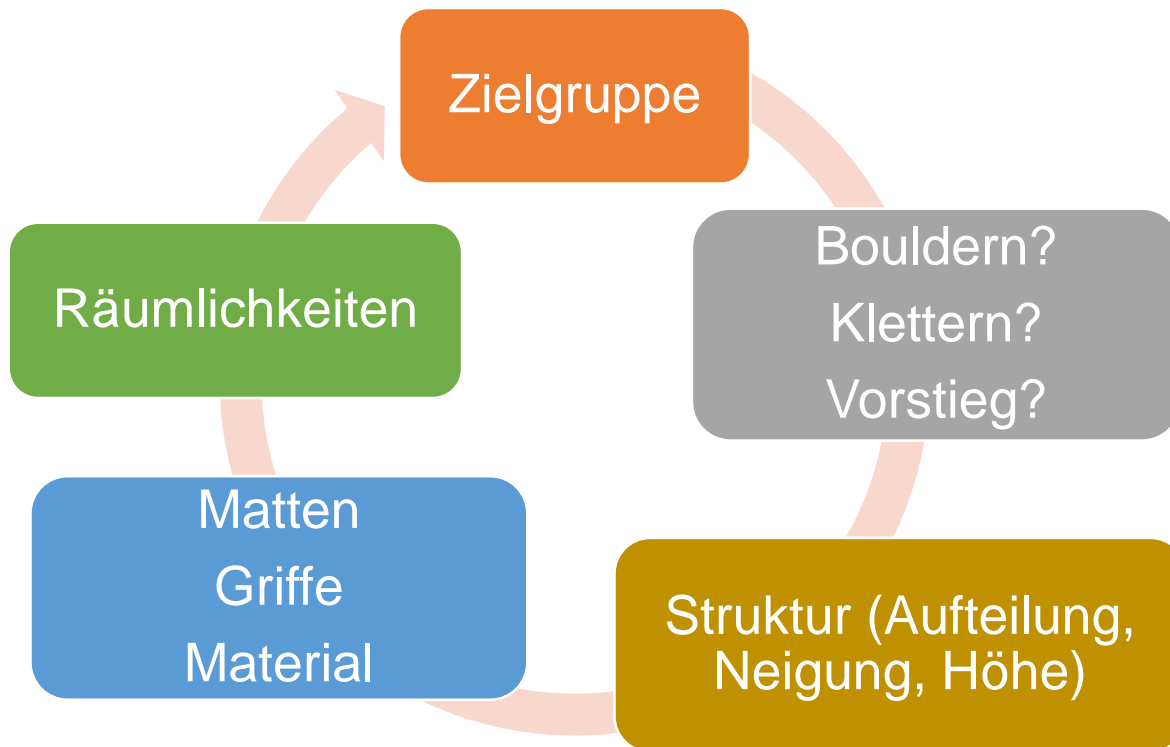 Zielgruppe
Bouldern?
Klettern?
Vorstieg?
Struktur (Aufteilung,
Neigung, Höhe)
Matten
Griffe
Material
Räumlichkeiten